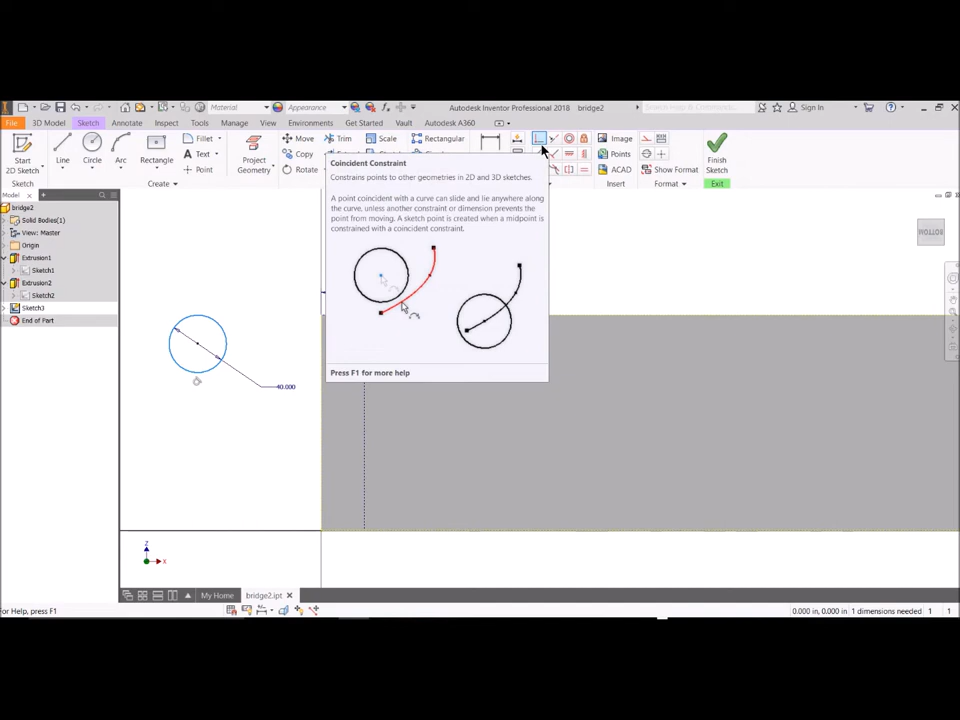 Material
Appearance
Autodesk Inventor Professional 2018 bridge2
Search Help & Commands...
Sign In
File 3D Model Sketch Annotate Inspect Tools Manage View Environments Get Started Vault Autodesk A360
Start 2D Sketch
Line
Circle
Arc
Rectangle
Fillet
Text
Point
Project Geometry
Move
Copy
Rotate
Trim
Scale
Rectangular
Image
Points
ACAD
Show Format
Finish Sketch
Sketch
Create
Insert
Format
Exit
Coincident Constraint
Constrains points to other geometries in 2D and 3D sketches.
A point coincident with a curve can slide and lie anywhere along
the curve, unless another constraint or dimension prevents the
point from moving. A sketch point is created when a midpoint is
constrained with a coincident constraint.
Press F1 for more help
Model
bridge2
Solid Bodies(1)
View: Master
Origin
Extrusion1
Sketch1
Extrusion2
Sketch2
Sketch3
End of Part
BOTTOM
40.000
Z
X
My Home
bridge2.ipt
For Help, press F1
0.000 in, 0.000 in 1 dimensions needed 1 1